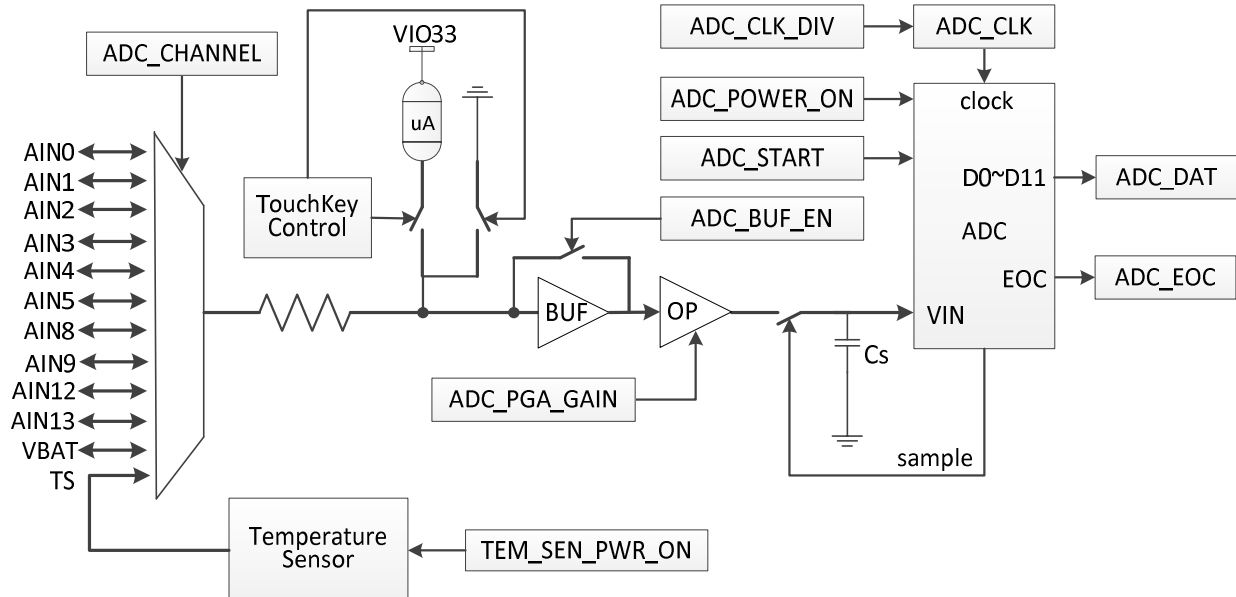 ADC_CHANNEL
VIO33
uA
ADC_CLK_DIV
ADC_CLK
ADC_POWER_ON
clock
ADC_START
D0~D11
ADC_DAT
TouchKey
Control
ADC_BUF_EN
ADC
EOC
ADC_EOC
AIN0
AIN1
AIN2
AIN3
AIN4
AIN5
AIN8
AIN9
AIN12
AIN13
VBAT
TS
BUF
OP
VIN
Cs
ADC_PGA_GAIN
sample
Temperature
Sensor
TEM_SEN_PWR_ON